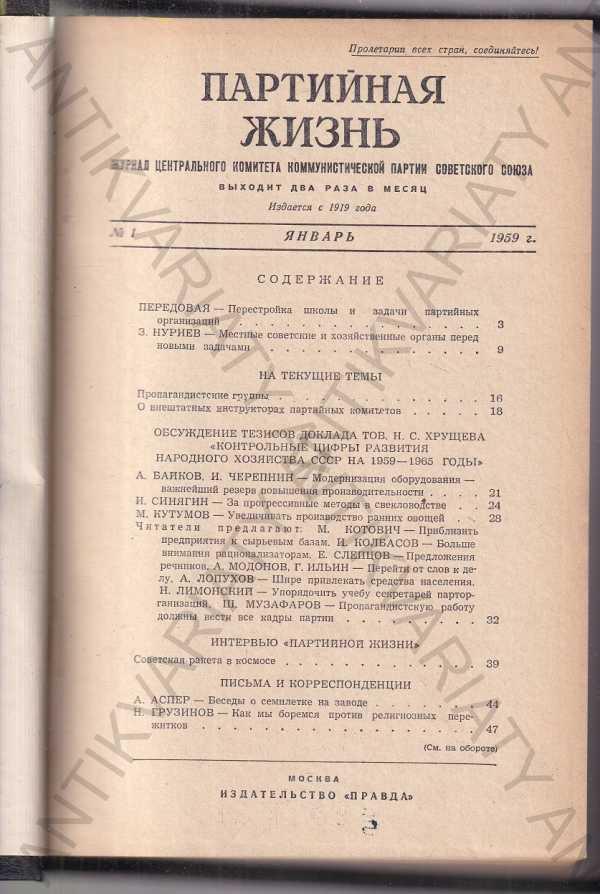 Пролетарии всех стран, соединяйтесь!
ПАРТИЙНАЯ
ЖИЗНЬ
ЖУРНАЛ ЦЕНТРАЛЬНОГО КОМИТЕТА КОММУНИСТИЧЕСКОЙ ПАРТИИ СОВЕТСКОГО СОЮЗА
ВЫХОДИТ ДВА РАЗА В МЕСЯЦ
Издается с 1919 года
№ 1 ЯНВАРЬ 1959 г.
СОДЕРЖАНИЕ
ПЕРЕДОВАЯ — Перестройка школы и задачи партийных
организаций . . . . . . . . . . . . . . . . 3
З. НУРИЕВ — Местные советские и хозяйственные органы перед
новыми задачами . . . . . . . . . . . . . . 9
НА ТЕКУЩИЕ ТЕМЫ
Пропагандистские группы . . . . . . . . . . . . . 16
О внештатных инструкторах партийных комитетов . . . . . 18
ОБСУЖДЕНИЕ ТЕЗИСОВ ДОКЛАДА ТОВ. Н. С. ХРУЩЕВА
«КОНТРОЛЬНЫЕ ЦИФРЫ РАЗВИТИЯ
НАРОДНОГО ХОЗЯЙСТВА СССР НА 1959—1965 ГОДЫ»
А. БАЙКОВ, И. ЧЕРЕПНИН — Модернизация оборудования —
важнейший резерв повышения производительности . . . . 21
И. СИНЯГИН — За прогрессивные методы в свекловодстве . . 24
М. КУТУМОВ — Увеличивать производство ранних овощей . . 28
Читатели предлагают: М. КОТОВИЧ — Приблизить
предприятия к сырьевым базам. И. КОЛБАСОВ — Больше
внимания рационализаторам. Е. СЛЕПЦОВ — Предложения
речников. А. МОДОНОВ, Г. ИЛЬИН — Перейти от слов к де-
лу. А. ЛОПУХОВ — Шире привлекать средства населения.
Н. ЛИМОНСКИЙ — Упорядочить учебу секретарей парторг-
ганизаций. Ш. МУЗАФАРОВ — Пропагандистскую работу
должны вести все кадры партии . . . . . . . . . . 32
ИНТЕРВЬЮ «ПАРТИЙНОЙ ЖИЗНИ»
Советская ракета в космосе . . . . . . . . . . . . 39
ПИСЬМА И КОРРЕСПОНДЕНЦИИ
А. АСПЕР — Беседы о семилетке на заводе . . . . . . . 44
Н. ГРУЗИНОВ — Как мы боремся против религиозных пере-
житков . . . . . . . . . . . . . . . . . . 47
(См. на обороте)
МОСКВА
ИЗДАТЕЛЬСТВО «ПРАВДА»
ANTIKVARIATY